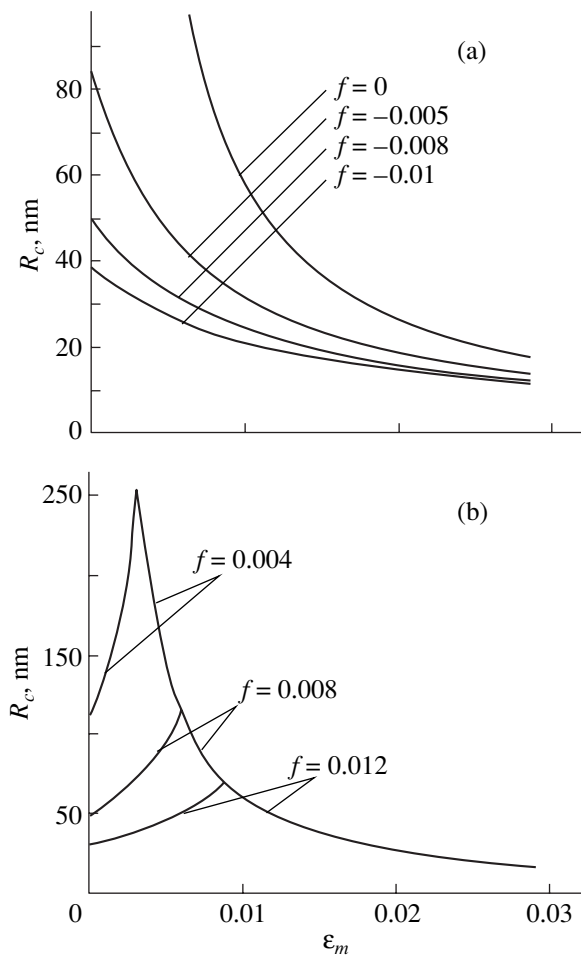 (a)
80
60
40
20
0
R_c, nm
f = 0
f = −0.005
f = −0.008
f = −0.01
(b)
250
150
50
R_c, nm
f = 0.004
f = 0.008
f = 0.012
0 0.01 0.02 0.03
ε_m